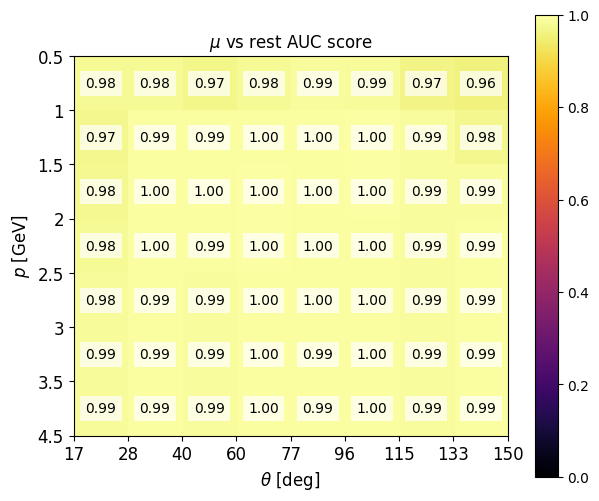 μ vs rest AUC score
0.5
0.98 0.98 0.97 0.98 0.99 0.99 0.97 0.96
1
0.97 0.99 0.99 1.00 1.00 1.00 0.99 0.98
1.5
0.98 1.00 1.00 1.00 1.00 1.00 0.99 0.99
2
0.98 1.00 0.99 1.00 1.00 1.00 0.99 0.99
2.5
0.98 0.99 0.99 1.00 1.00 1.00 0.99 0.99
3
0.99 0.99 0.99 1.00 0.99 1.00 0.99 0.99
3.5
0.99 0.99 0.99 1.00 0.99 1.00 0.99 0.99
4.5
p [GeV]
17 28 40 60 77 96 115 133 150
θ [deg]
1.0
0.8
0.6
0.4
0.2
0.0